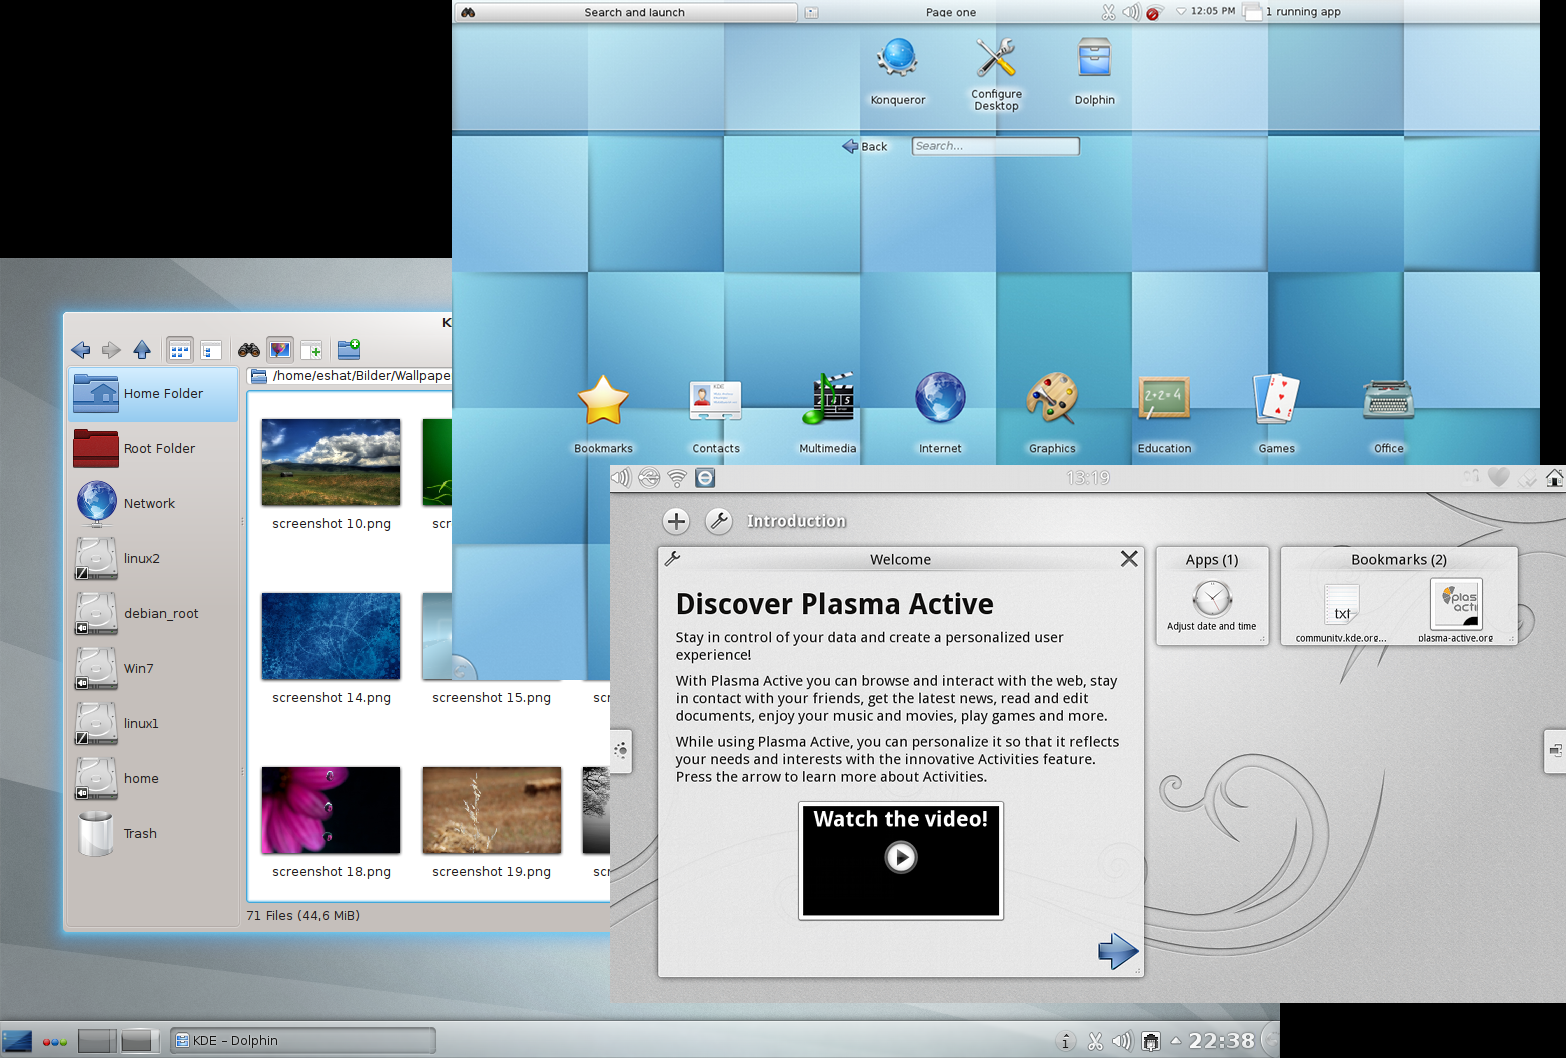 Search and launch
Page one
12:05 PM
1 running app
Konqueror
Configure
Desktop
Dolphin
Back
Search...
Bookmarks
Contacts
Multimedia
Internet
Graphics
Education
Games
Office
K
/home/eshat/Bilder/Wallpape
Home Folder
Root Folder
Network
linux2
debian_root
Win7
linux1
home
Trash
screenshot 10.png
scr
screenshot 14.png
screenshot 15.png
scr
screenshot 18.png
screenshot 19.png
scr
71 Files (44,6 MiB)
13:19
Introduction
Welcome
Discover Plasma Active
Stay in control of your data and create a personalized user
experience!
With Plasma Active you can browse and interact with the web, stay
in contact with your friends, get the latest news, read and edit
documents, enjoy your music and movies, play games and more.
While using Plasma Active, you can personalize it so that it reflects
your needs and interests with the innovative Activities feature.
Press the arrow to learn more about Activities.
Watch the video!
Apps (1)
Adjust date and time
Bookmarks (2)
txt
community.kde.org...
plas
acti
plasma-active.org
KDE – Dolphin
22:38
KDE
2+2=4